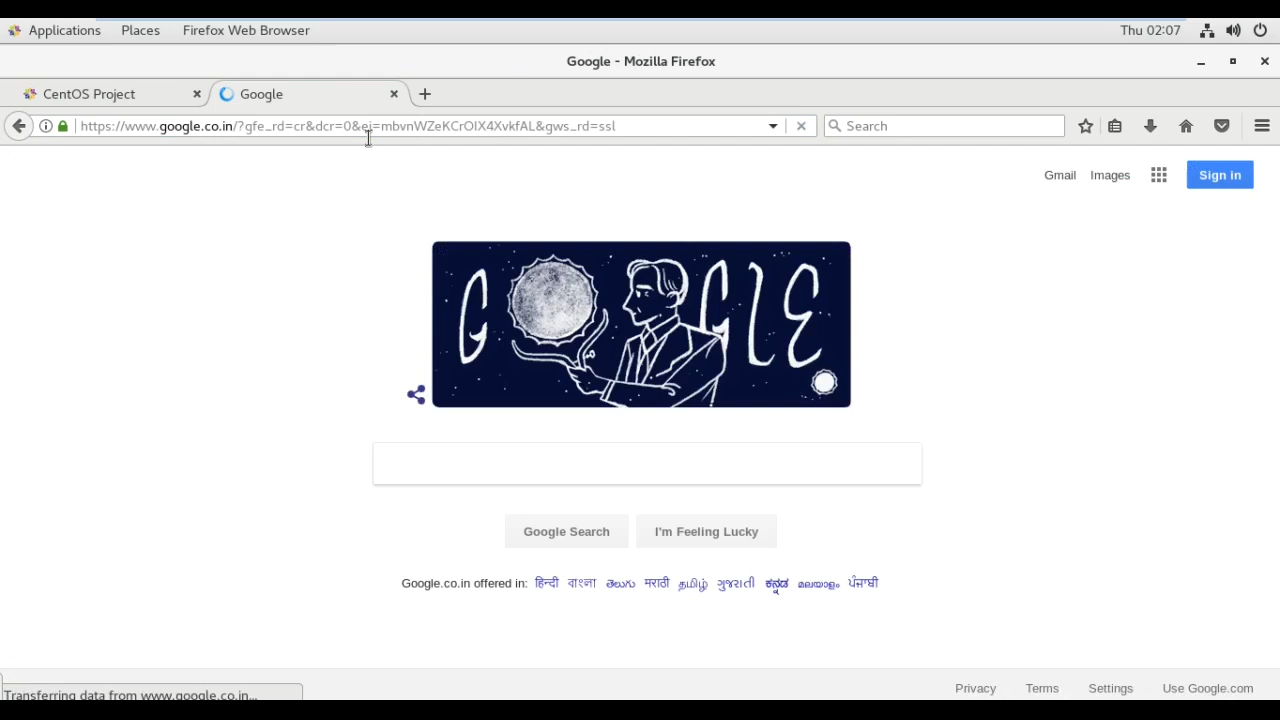 Applications Places Firefox Web Browser Thu 02:07
Google - Mozilla Firefox
CentOS Project Google
https://www.google.co.in/?gfe_rd=cr&dcr=0&ei=mbvnWZeKCrOIX4XvkfAL&gws_rd=ssl Search
Gmail Images Sign in
GOOGLE
Google Search I'm Feeling Lucky
Google.co.in offered in: हिन्दी বাংলা తెలుగు मराठी தமிழ் ગુજરાતી ಕನ್ನಡ മലയാളം ਪੰਜਾਬੀ
Privacy Terms Settings Use Google.com
Transferring data from www.google.co.in...